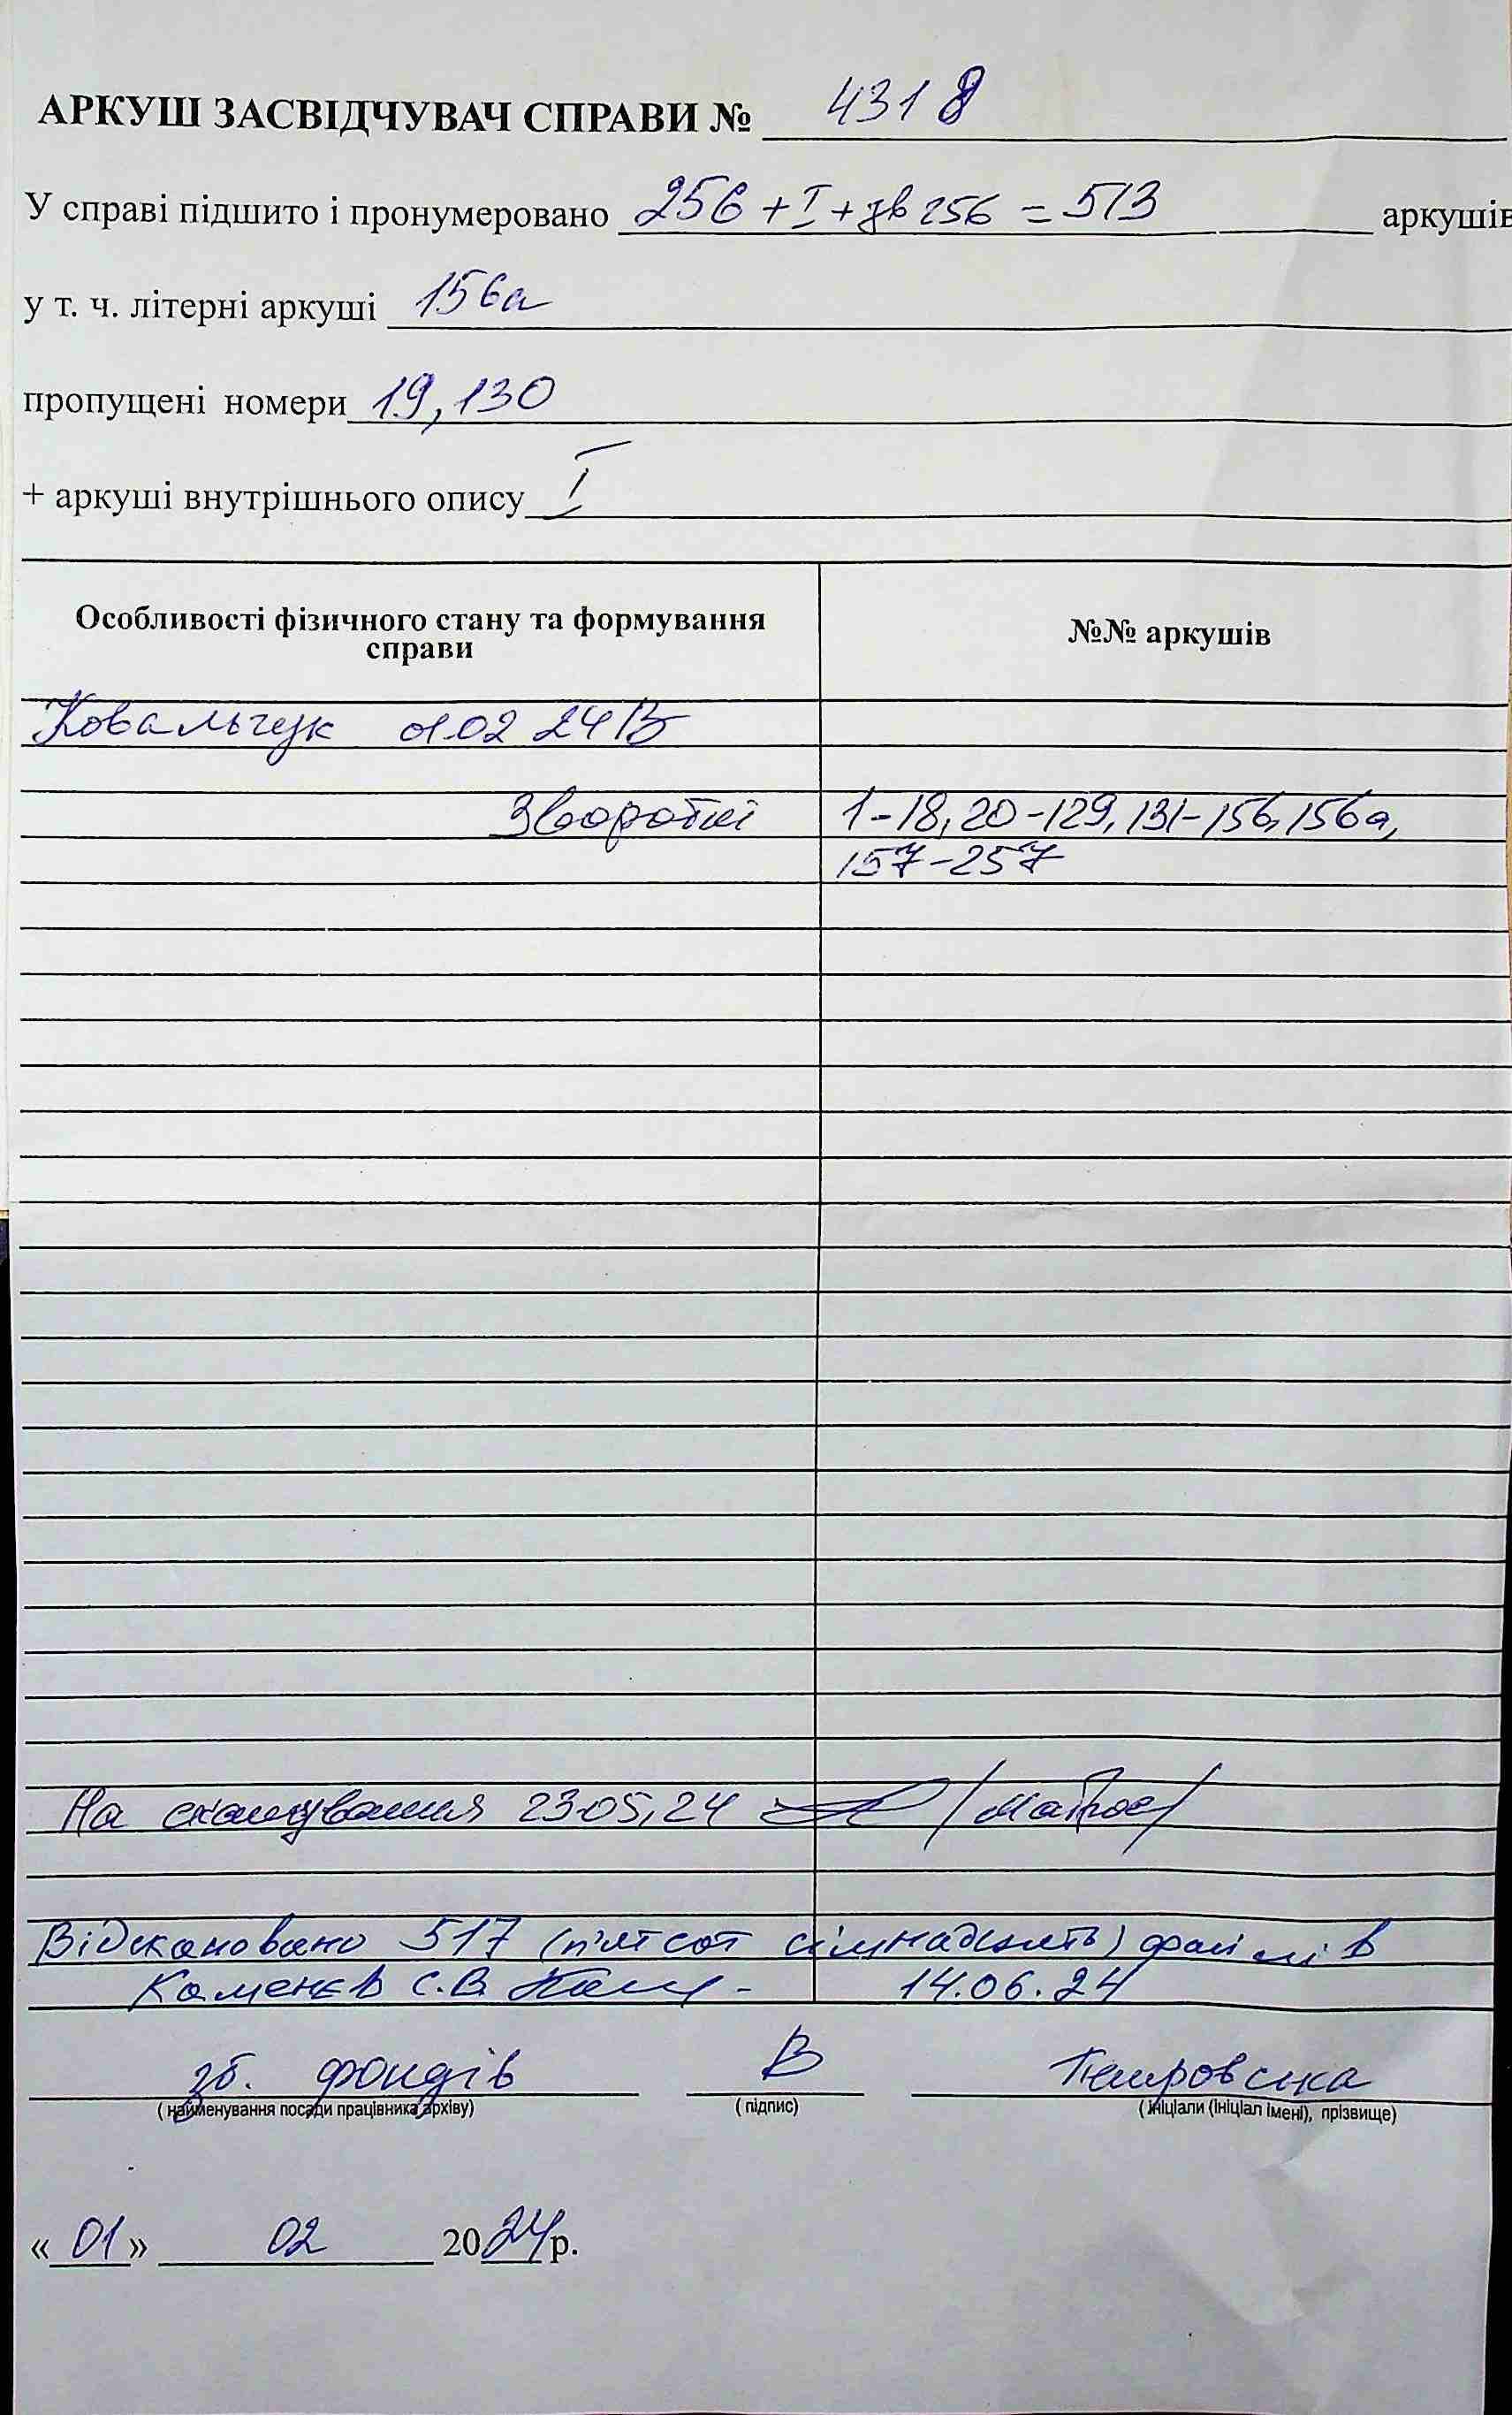 АРКУШ ЗАСВІДЧУВАЧ СПРАВИ № 4318
У справі підшито і пронумеровано 256 + I + зв 256 = 513 аркушів
у т. ч. літерні аркуші 156а
пропущені номери 19, 130
+ аркуші внутрішнього опису I
Особливості фізичного стану та формування справи
№№ аркушів
Ковальчук 01.02 24
Зворотні 1-18, 20-129, 131-156, 156а,
157-257
На сканування 23.05.24 /Матрос/
Відскановано 517 (п'ятсот сімнадцять) файлів
Каменєв С.В. 14.06.24
зб. фондів В
(найменування посади працівника архіву) (підпис) (ініціали (ініціал імені), прізвище)
«01» 02 2024р.